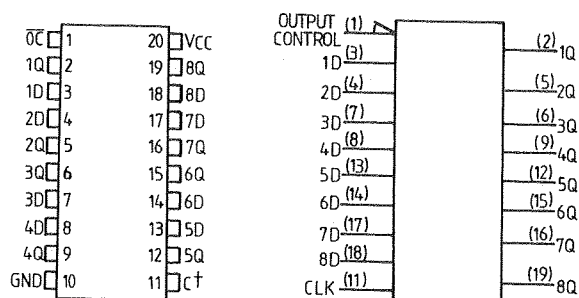 OC 1 20 VCC
1Q 2 19 8Q
1D 3 18 8D
2D 4 17 7D
2Q 5 16 7Q
3Q 6 15 6Q
3D 7 14 6D
4D 8 13 5D
4Q 9 12 5Q
GND 10 11 C†
OUTPUT
CONTROL (1)
1D (3)
2D (4)
3D (7)
4D (8)
5D (13)
6D (14)
7D (17)
8D (18)
CLK (11)
(2) 1Q
(5) 2Q
(6) 3Q
(9) 4Q
(12) 5Q
(15) 6Q
(16) 7Q
(19) 8Q